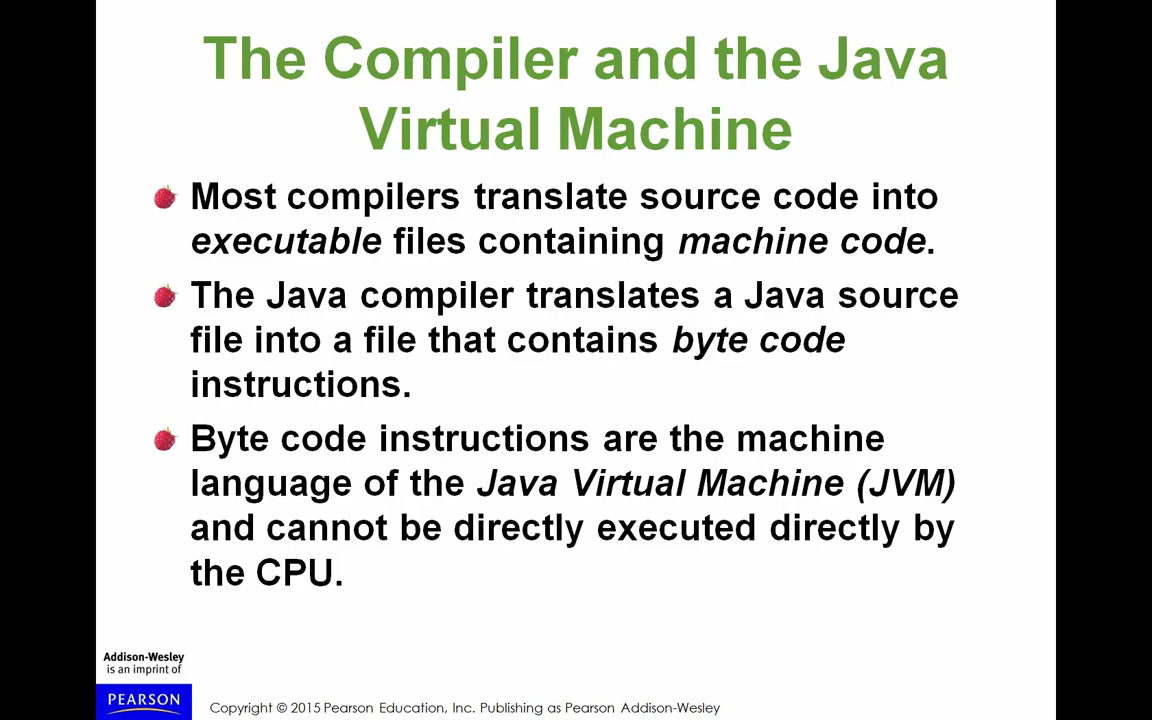 The Compiler and the Java
Virtual Machine
Most compilers translate source code into
executable files containing machine code.
The Java compiler translates a Java source
file into a file that contains byte code
instructions.
Byte code instructions are the machine
language of the Java Virtual Machine (JVM)
and cannot be directly executed directly by
the CPU.
Addison-Wesley
is an imprint of
PEARSON
Copyright © 2015 Pearson Education, Inc. Publishing as Pearson Addison-Wesley